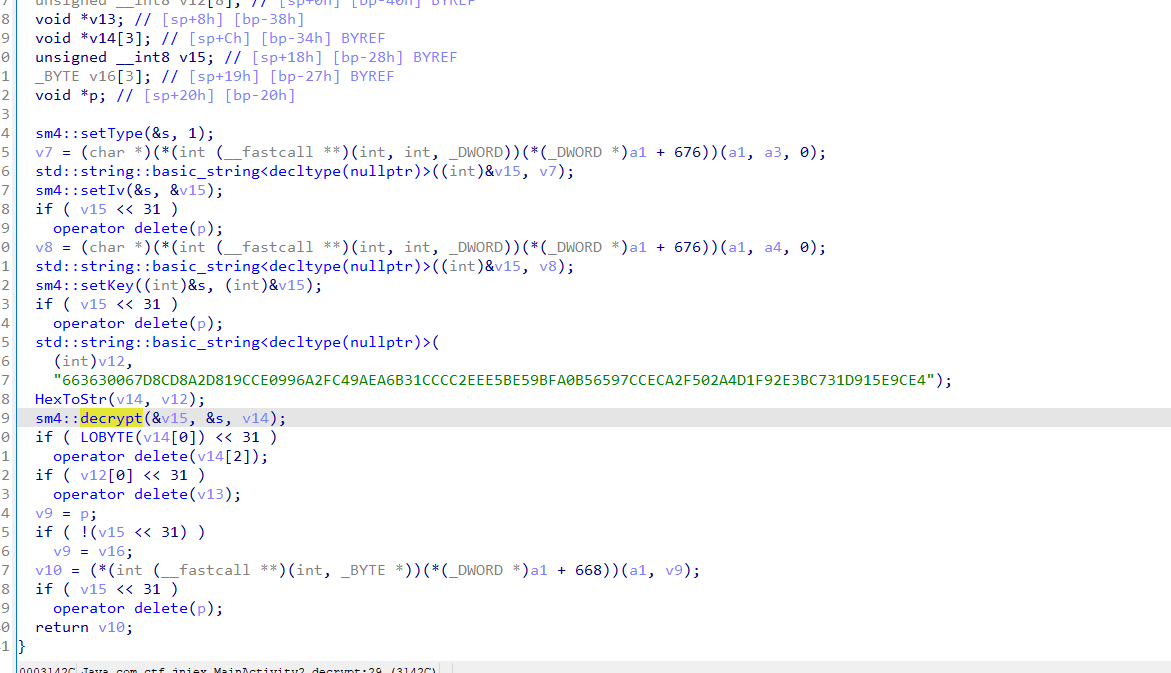 7 unsigned __int8 v12[8]; // [sp+0h] [bp-40h] BYREF
8 void *v13; // [sp+8h] [bp-38h]
9 void *v14[3]; // [sp+Ch] [bp-34h] BYREF
0 unsigned __int8 v15; // [sp+18h] [bp-28h] BYREF
1 _BYTE v16[3]; // [sp+19h] [bp-27h] BYREF
2 void *p; // [sp+20h] [bp-20h]
3
4 sm4::setType(&s, 1);
5 v7 = (char *)(*(int (__fastcall **)(int, int, _DWORD))(*(_DWORD *)a1 + 676))(a1, a3, 0);
6 std::string::basic_string<decltype(nullptr)>((int)&v15, v7);
7 sm4::setIv(&s, &v15);
8 if ( v15 << 31 )
9 operator delete(p);
0 v8 = (char *)(*(int (__fastcall **)(int, int, _DWORD))(*(_DWORD *)a1 + 676))(a1, a4, 0);
1 std::string::basic_string<decltype(nullptr)>((int)&v15, v8);
2 sm4::setKey((int)&s, (int)&v15);
3 if ( v15 << 31 )
4 operator delete(p);
5 std::string::basic_string<decltype(nullptr)>(
6 (int)v12,
7 "663630067D8CD8A2D819CCE0996A2FC49AEA6B31CCCC2EEE5BE59BFA0B56597CCECA2F502A4D1F92E3BC731D915E9CE4");
8 HexToStr(v14, v12);
9 sm4::decrypt(&v15, &s, v14);
0 if ( LOBYTE(v14[0]) << 31 )
1 operator delete(v14[2]);
2 if ( v12[0] << 31 )
3 operator delete(v13);
4 v9 = p;
5 if ( !(v15 << 31) )
6 v9 = v16;
7 v10 = (*(int (__fastcall **)(int, _BYTE *))(*(_DWORD *)a1 + 668))(a1, v9);
8 if ( v15 << 31 )
9 operator delete(p);
0 return v10;
1 }
0003142C Java_com_ctf_injex_MainActivity2_decrypt:29 (3142C)